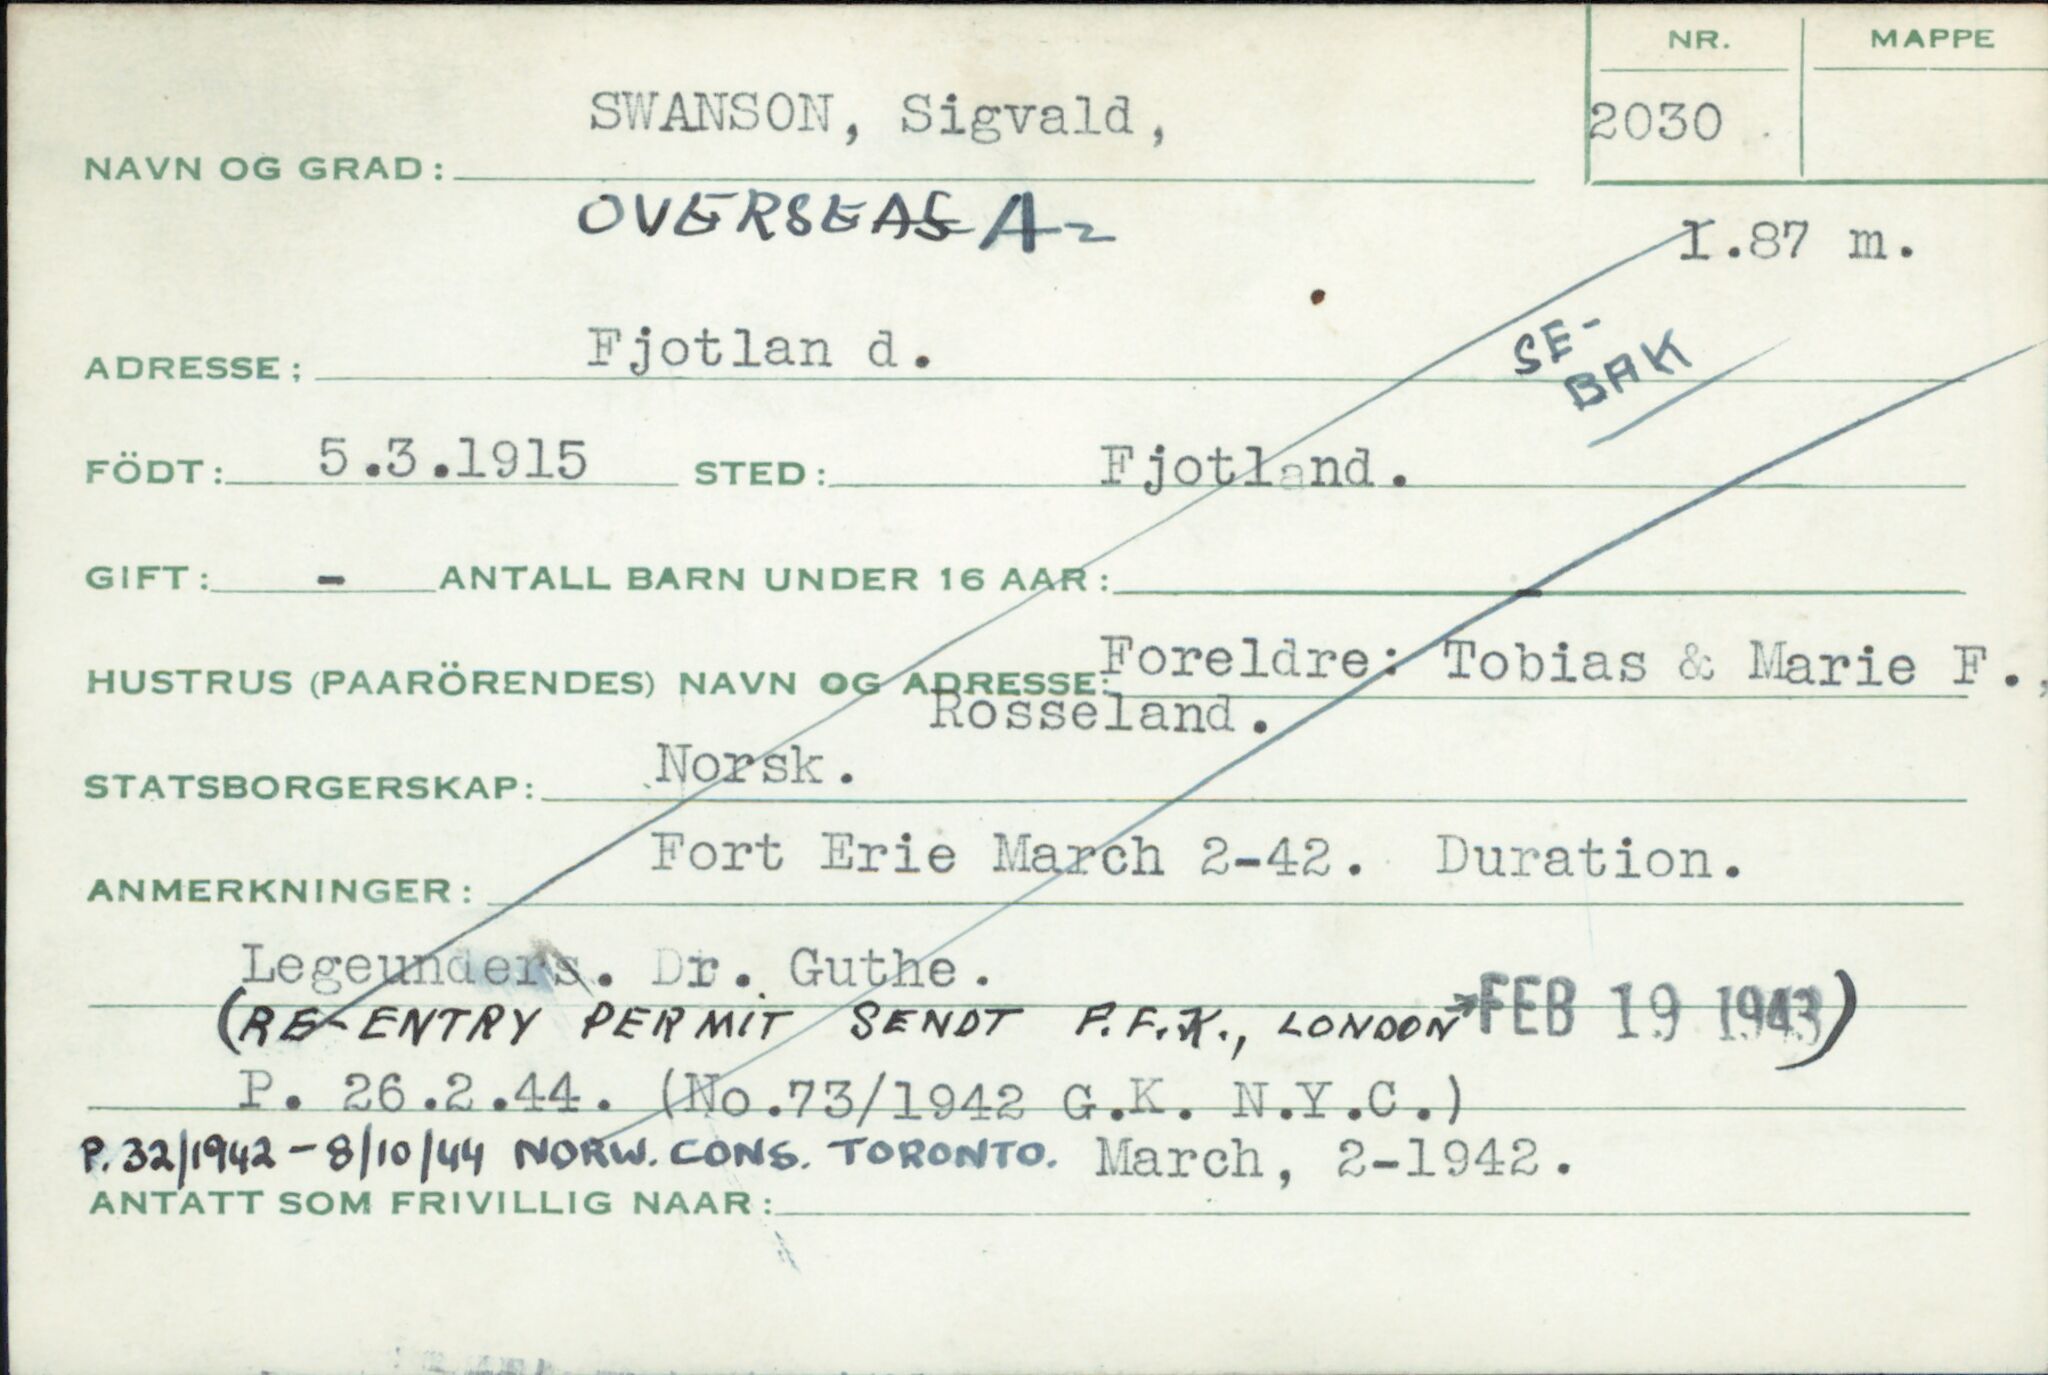 NR. MAPPE
SWANSON, Sigvald, 2030
NAVN OG GRAD:
OVERSEAS A2
1.87 m.
SE-
BAK
ADRESSE: Fjotlan d.
FÖDT: 5.3.1915 STED: Fjotland.
GIFT: - ANTALL BARN UNDER 16 AAR: -
HUSTRUS (PAARÖRENDES) NAVN OG ADRESSE: Foreldre: Tobias & Marie F.,
Rosseland.
STATSBORGERSKAP: Norsk.
ANMERKNINGER: Fort Erie March 2-42. Duration.
Legeunders. Dr. Guthe.
(RE-ENTRY PERMIT SENDT P.F.K., LONDON FEB 19 1943)
P. 26.2.44. (No.73/1942 G.K. N.Y.C.)
P. 32/1942 - 8/10/44 NORW. CONS. TORONTO. March, 2-1942.
ANTATT SOM FRIVILLIG NAAR: